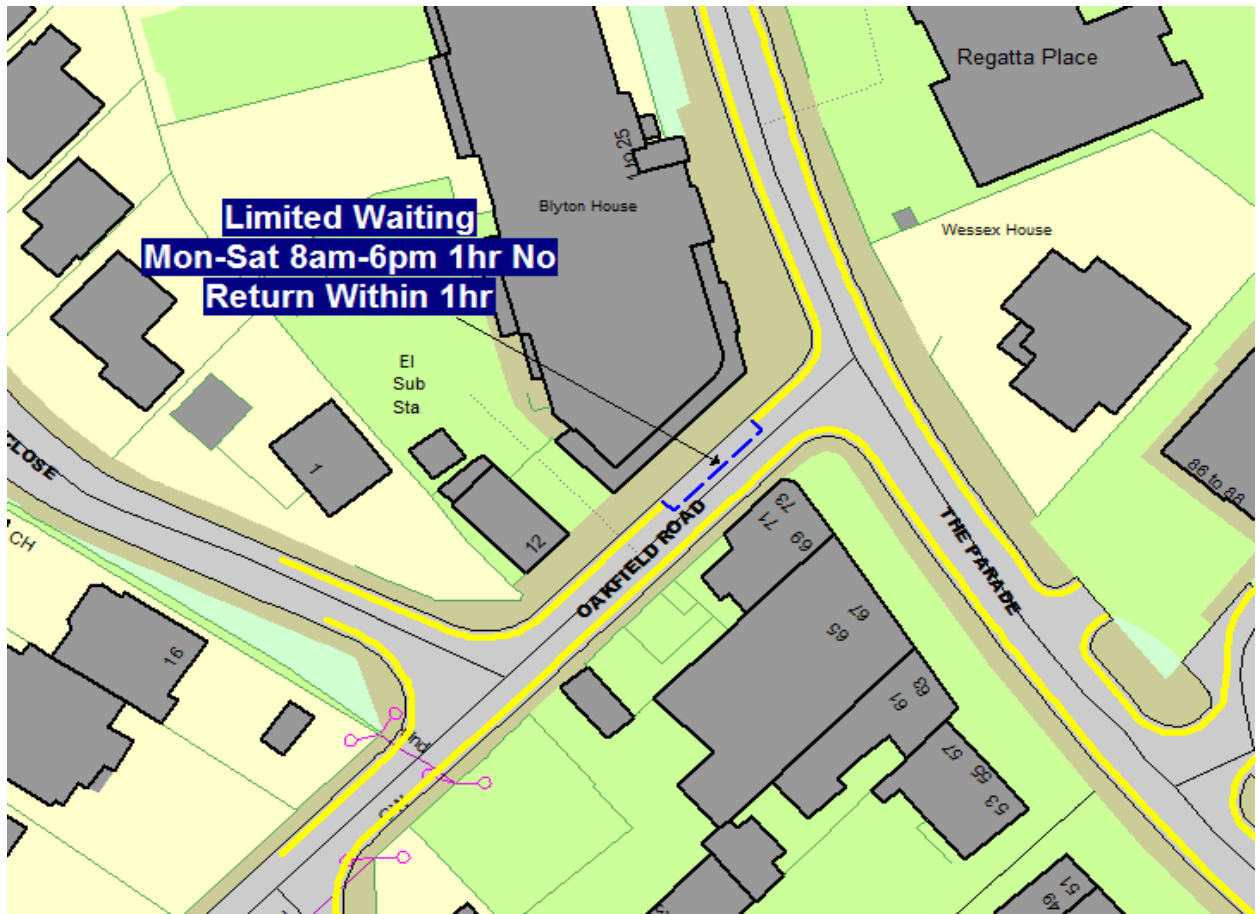 Regatta Place
1 to 25
Blyton House
Limited Waiting
Mon-Sat 8am-6pm 1hr No
Return Within 1hr
Wessex House
El
Sub
Sta
CLOSE
1
86 to 88
12
OAKFIELD ROAD
73
71
69
THE PARADE
CH
67
65
16
63
61
57
55
53
Und
51
49